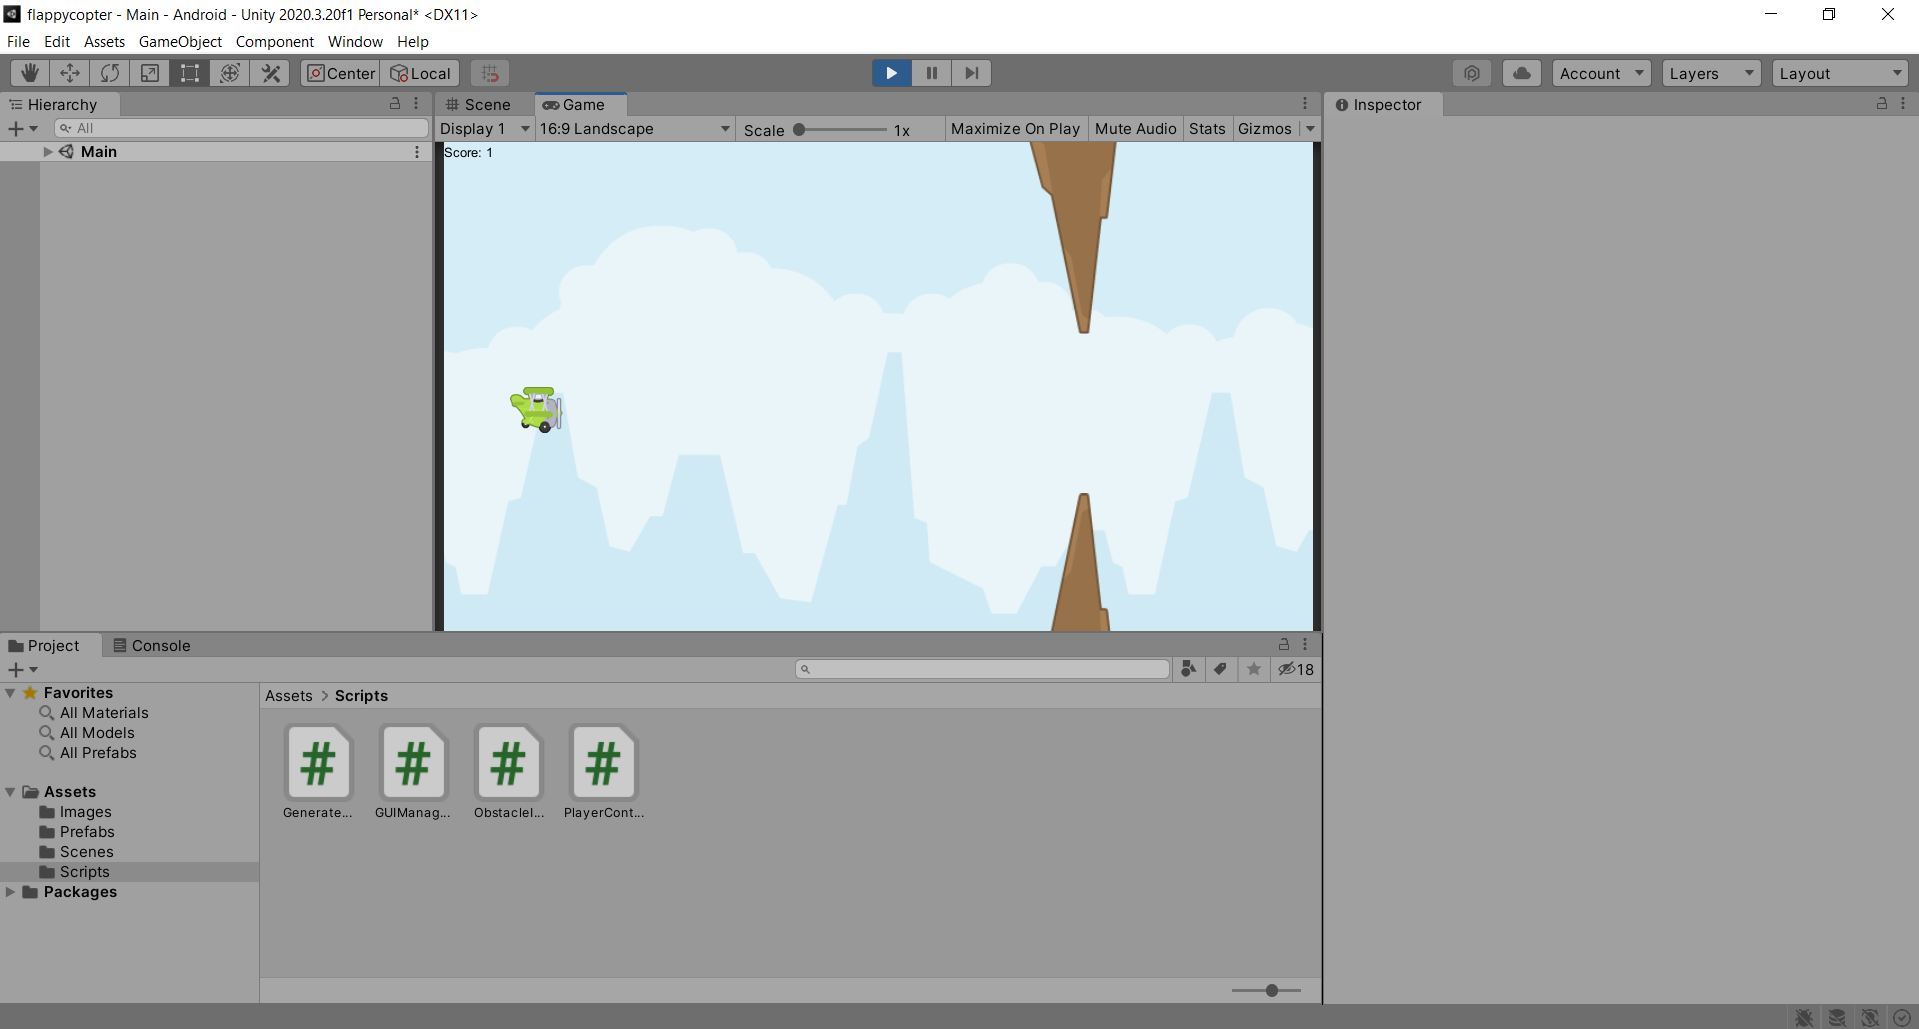 flappycopter - Main - Android - Unity 2020.3.20f1 Personal* <DX11>
File Edit Assets GameObject Component Window Help
Center Local Account Layers Layout
Hierarchy
All
Main
Scene Game
Display 1 16:9 Landscape Scale 1x Maximize On Play Mute Audio Stats Gizmos
Score: 1
Inspector
Project Console
18
Favorites
All Materials
All Models
All Prefabs
Assets
Images
Prefabs
Scenes
Scripts
Packages
Assets > Scripts
# # # #
Generate... GUIManag... ObstacleI... PlayerCont...